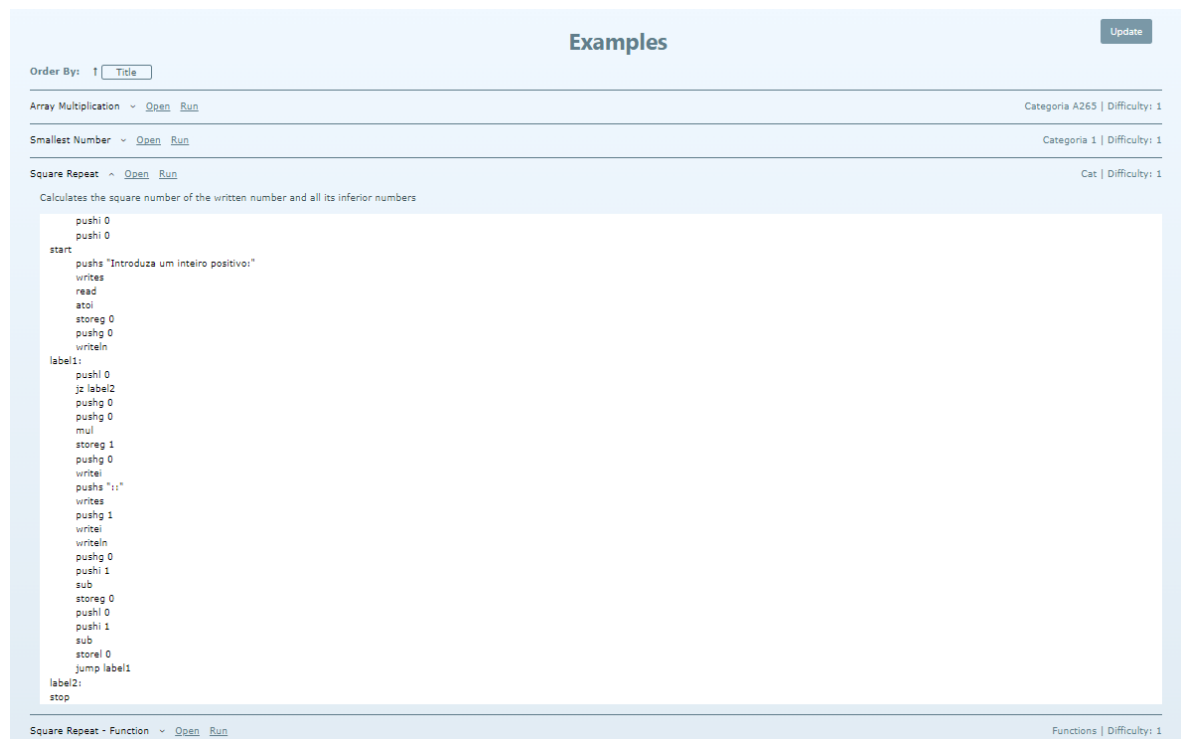 Examples
Update
Order By: ↑ Title
Array Multiplication Open Run Categoria A265 | Difficulty: 1
Smallest Number Open Run Categoria 1 | Difficulty: 1
Square Repeat Open Run Cat | Difficulty: 1
Calculates the square number of the written number and all its inferior numbers
pushi 0
pushi 0
start
pushs "Introduza um inteiro positivo:"
writes
read
atoi
storeg 0
pushg 0
writeln
label1:
pushl 0
jz label2
pushg 0
pushg 0
mul
storeg 1
pushg 0
writei
pushs "::"
writes
pushg 1
writei
writeln
pushg 0
pushi 1
sub
storeg 0
pushl 0
pushi 1
sub
storel 0
jump label1
label2:
stop
Square Repeat - Function Open Run Functions | Difficulty: 1